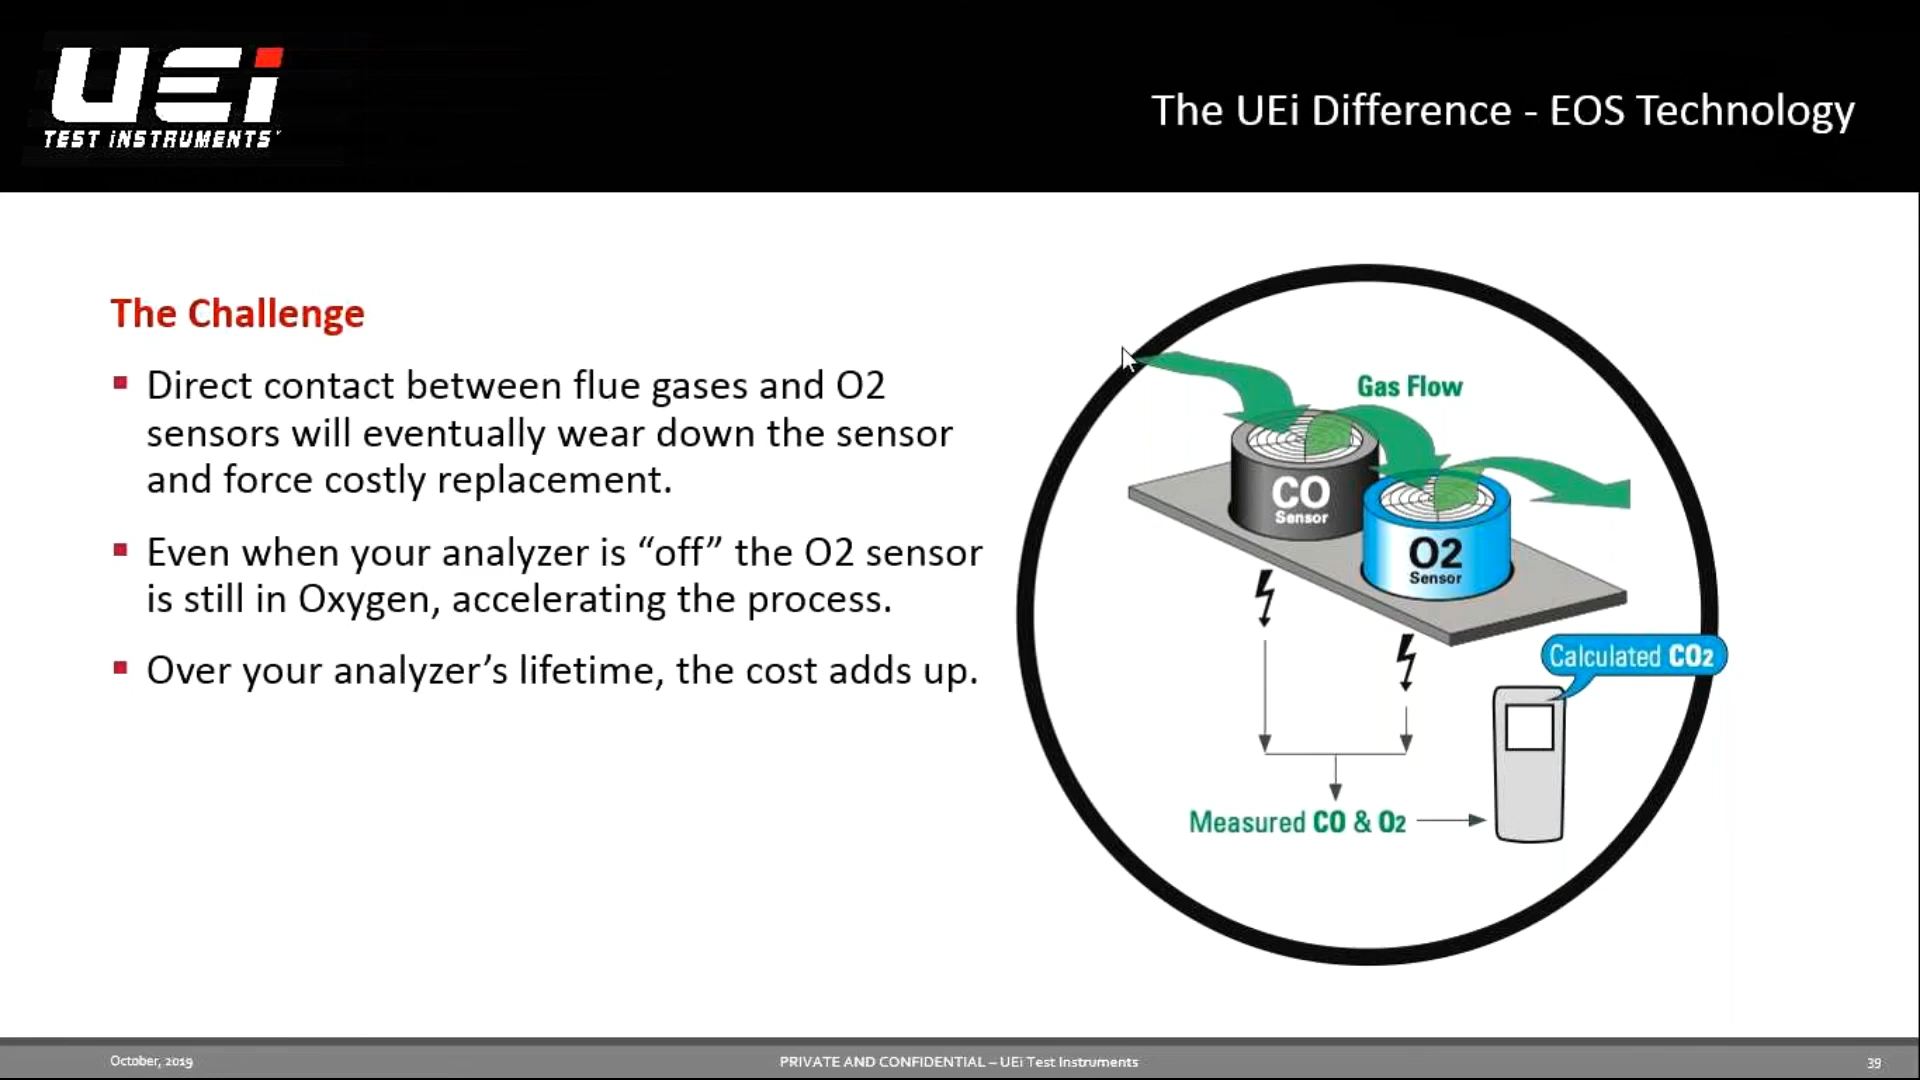 UEi
TEST iNSTRUMENTS
The UEi Difference - EOS Technology
The Challenge
Direct contact between flue gases and O2
sensors will eventually wear down the sensor
and force costly replacement.
Even when your analyzer is “off” the O2 sensor
is still in Oxygen, accelerating the process.
Over your analyzer’s lifetime, the cost adds up.
Gas Flow
CO
Sensor
O2
Sensor
Calculated CO2
Measured CO & O2
October, 2019
PRIVATE AND CONFIDENTIAL – UEi Test Instruments
39